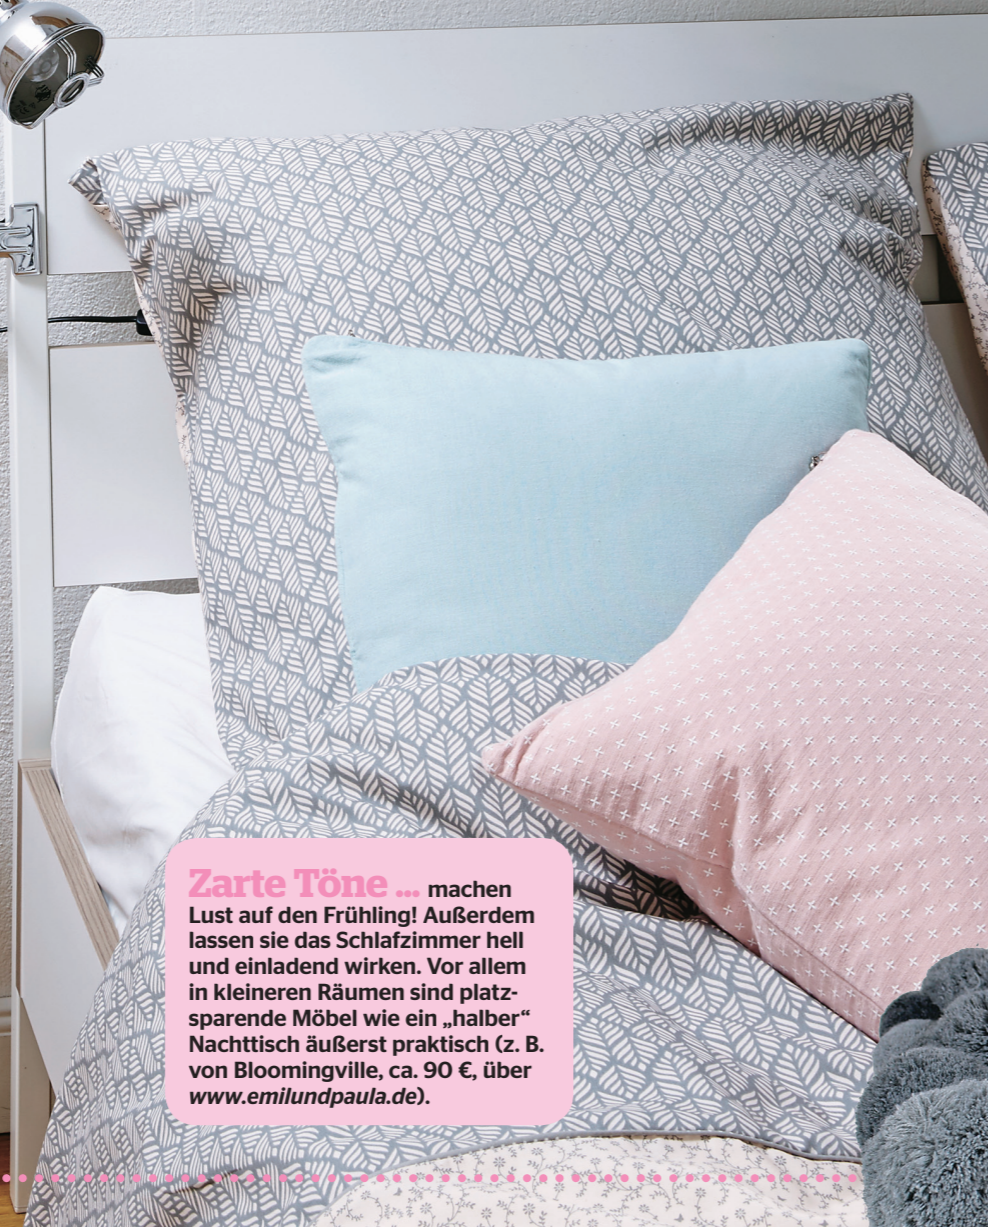 Zarte Töne ... machen
Lust auf den Frühling! Außerdem
lassen sie das Schlafzimmer hell
und einladend wirken. Vor allem
in kleineren Räumen sind platz-
sparende Möbel wie ein „halber“
Nachttisch äußerst praktisch (z. B.
von Bloomingville, ca. 90 €, über
www.emilundpaula.de).